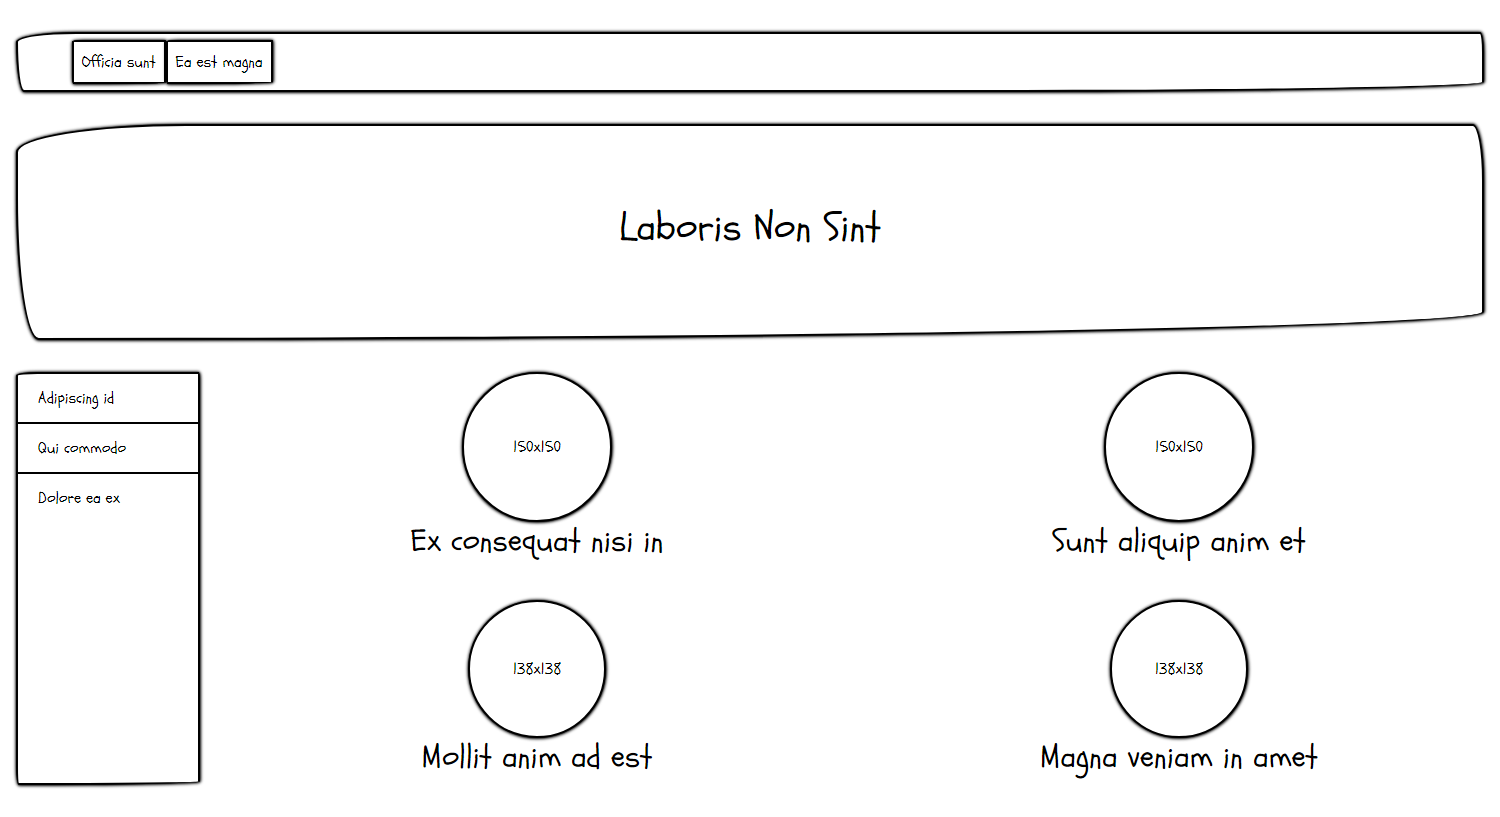 Officia sunt
Ea est magna
Laboris Non Sint
Adipiscing id
Qui commodo
Dolore ea ex
150x150
Ex consequat nisi in
150x150
Sunt aliquip anim et
138x138
Mollit anim ad est
138x138
Magna veniam in amet